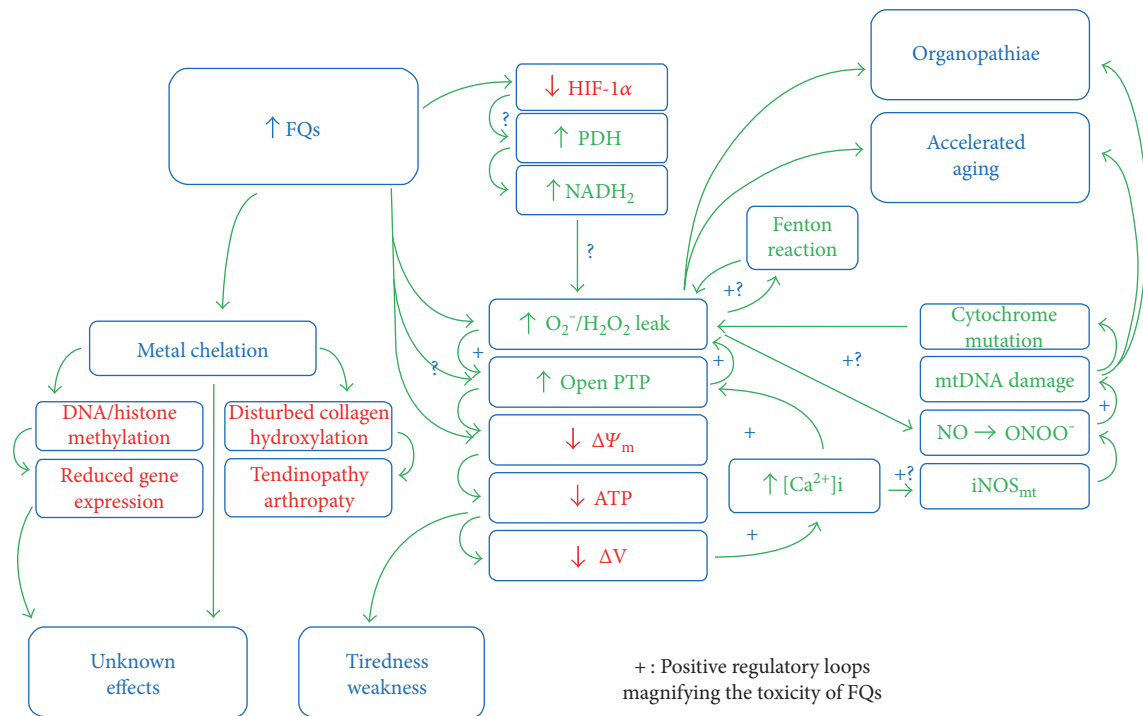 ↑ FQs
↓ HIF-1α
?
↑ PDH
↑ NADH₂
?
Organopathiae
Accelerated
aging
Fenton
reaction
+?
↑ O₂⁻/H₂O₂ leak
+
?
↑ Open PTP
+
↓ ΔΨₘ
↓ ATP
↓ ΔV
+
+
↑ [Ca²⁺]i
+?
+?
Cytochrome
mutation
mtDNA damage
+
NO → ONOO⁻
iNOSₘₜ
Metal chelation
DNA/histone
methylation
Reduced gene
expression
Disturbed collagen
hydroxylation
Tendinopathy
arthropaty
Unknown
effects
Tiredness
weakness
+ : Positive regulatory loops
magnifying the toxicity of FQs